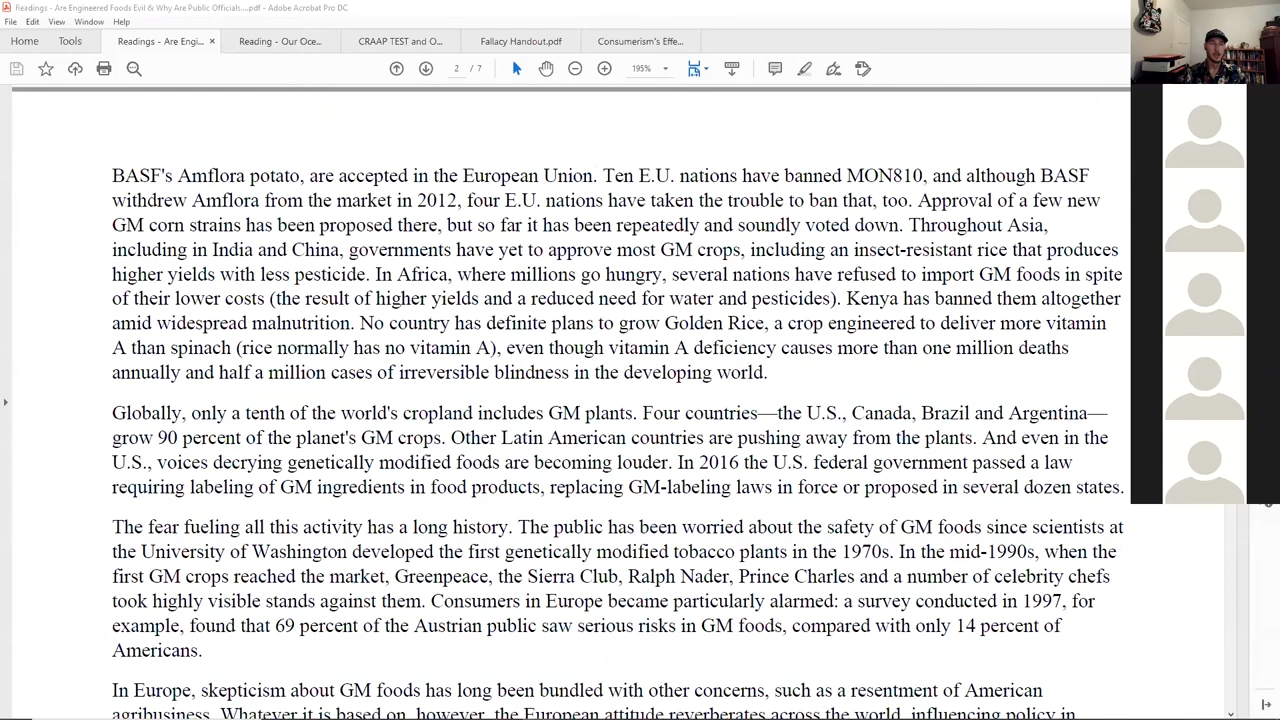 Readings - Are Engineered Foods Evil & Why Are Public Officials....pdf - Adobe Acrobat Pro DC
File Edit View Window Help
Home Tools Readings - Are Engi... × Reading - Our Oce... CRAAP TEST and O... Fallacy Handout.pdf Consumerism's Effe...
2 / 7 195%
BASF's Amflora potato, are accepted in the European Union. Ten E.U. nations have banned MON810, and although BASF
withdrew Amflora from the market in 2012, four E.U. nations have taken the trouble to ban that, too. Approval of a few new
GM corn strains has been proposed there, but so far it has been repeatedly and soundly voted down. Throughout Asia,
including in India and China, governments have yet to approve most GM crops, including an insect-resistant rice that produces
higher yields with less pesticide. In Africa, where millions go hungry, several nations have refused to import GM foods in spite
of their lower costs (the result of higher yields and a reduced need for water and pesticides). Kenya has banned them altogether
amid widespread malnutrition. No country has definite plans to grow Golden Rice, a crop engineered to deliver more vitamin
A than spinach (rice normally has no vitamin A), even though vitamin A deficiency causes more than one million deaths
annually and half a million cases of irreversible blindness in the developing world.
Globally, only a tenth of the world's cropland includes GM plants. Four countries—the U.S., Canada, Brazil and Argentina—
grow 90 percent of the planet's GM crops. Other Latin American countries are pushing away from the plants. And even in the
U.S., voices decrying genetically modified foods are becoming louder. In 2016 the U.S. federal government passed a law
requiring labeling of GM ingredients in food products, replacing GM-labeling laws in force or proposed in several dozen states.
The fear fueling all this activity has a long history. The public has been worried about the safety of GM foods since scientists at
the University of Washington developed the first genetically modified tobacco plants in the 1970s. In the mid-1990s, when the
first GM crops reached the market, Greenpeace, the Sierra Club, Ralph Nader, Prince Charles and a number of celebrity chefs
took highly visible stands against them. Consumers in Europe became particularly alarmed: a survey conducted in 1997, for
example, found that 69 percent of the Austrian public saw serious risks in GM foods, compared with only 14 percent of
Americans.
In Europe, skepticism about GM foods has long been bundled with other concerns, such as a resentment of American
agribusiness. Whatever it is based on, however, the European attitude reverberates across the world, influencing policy in